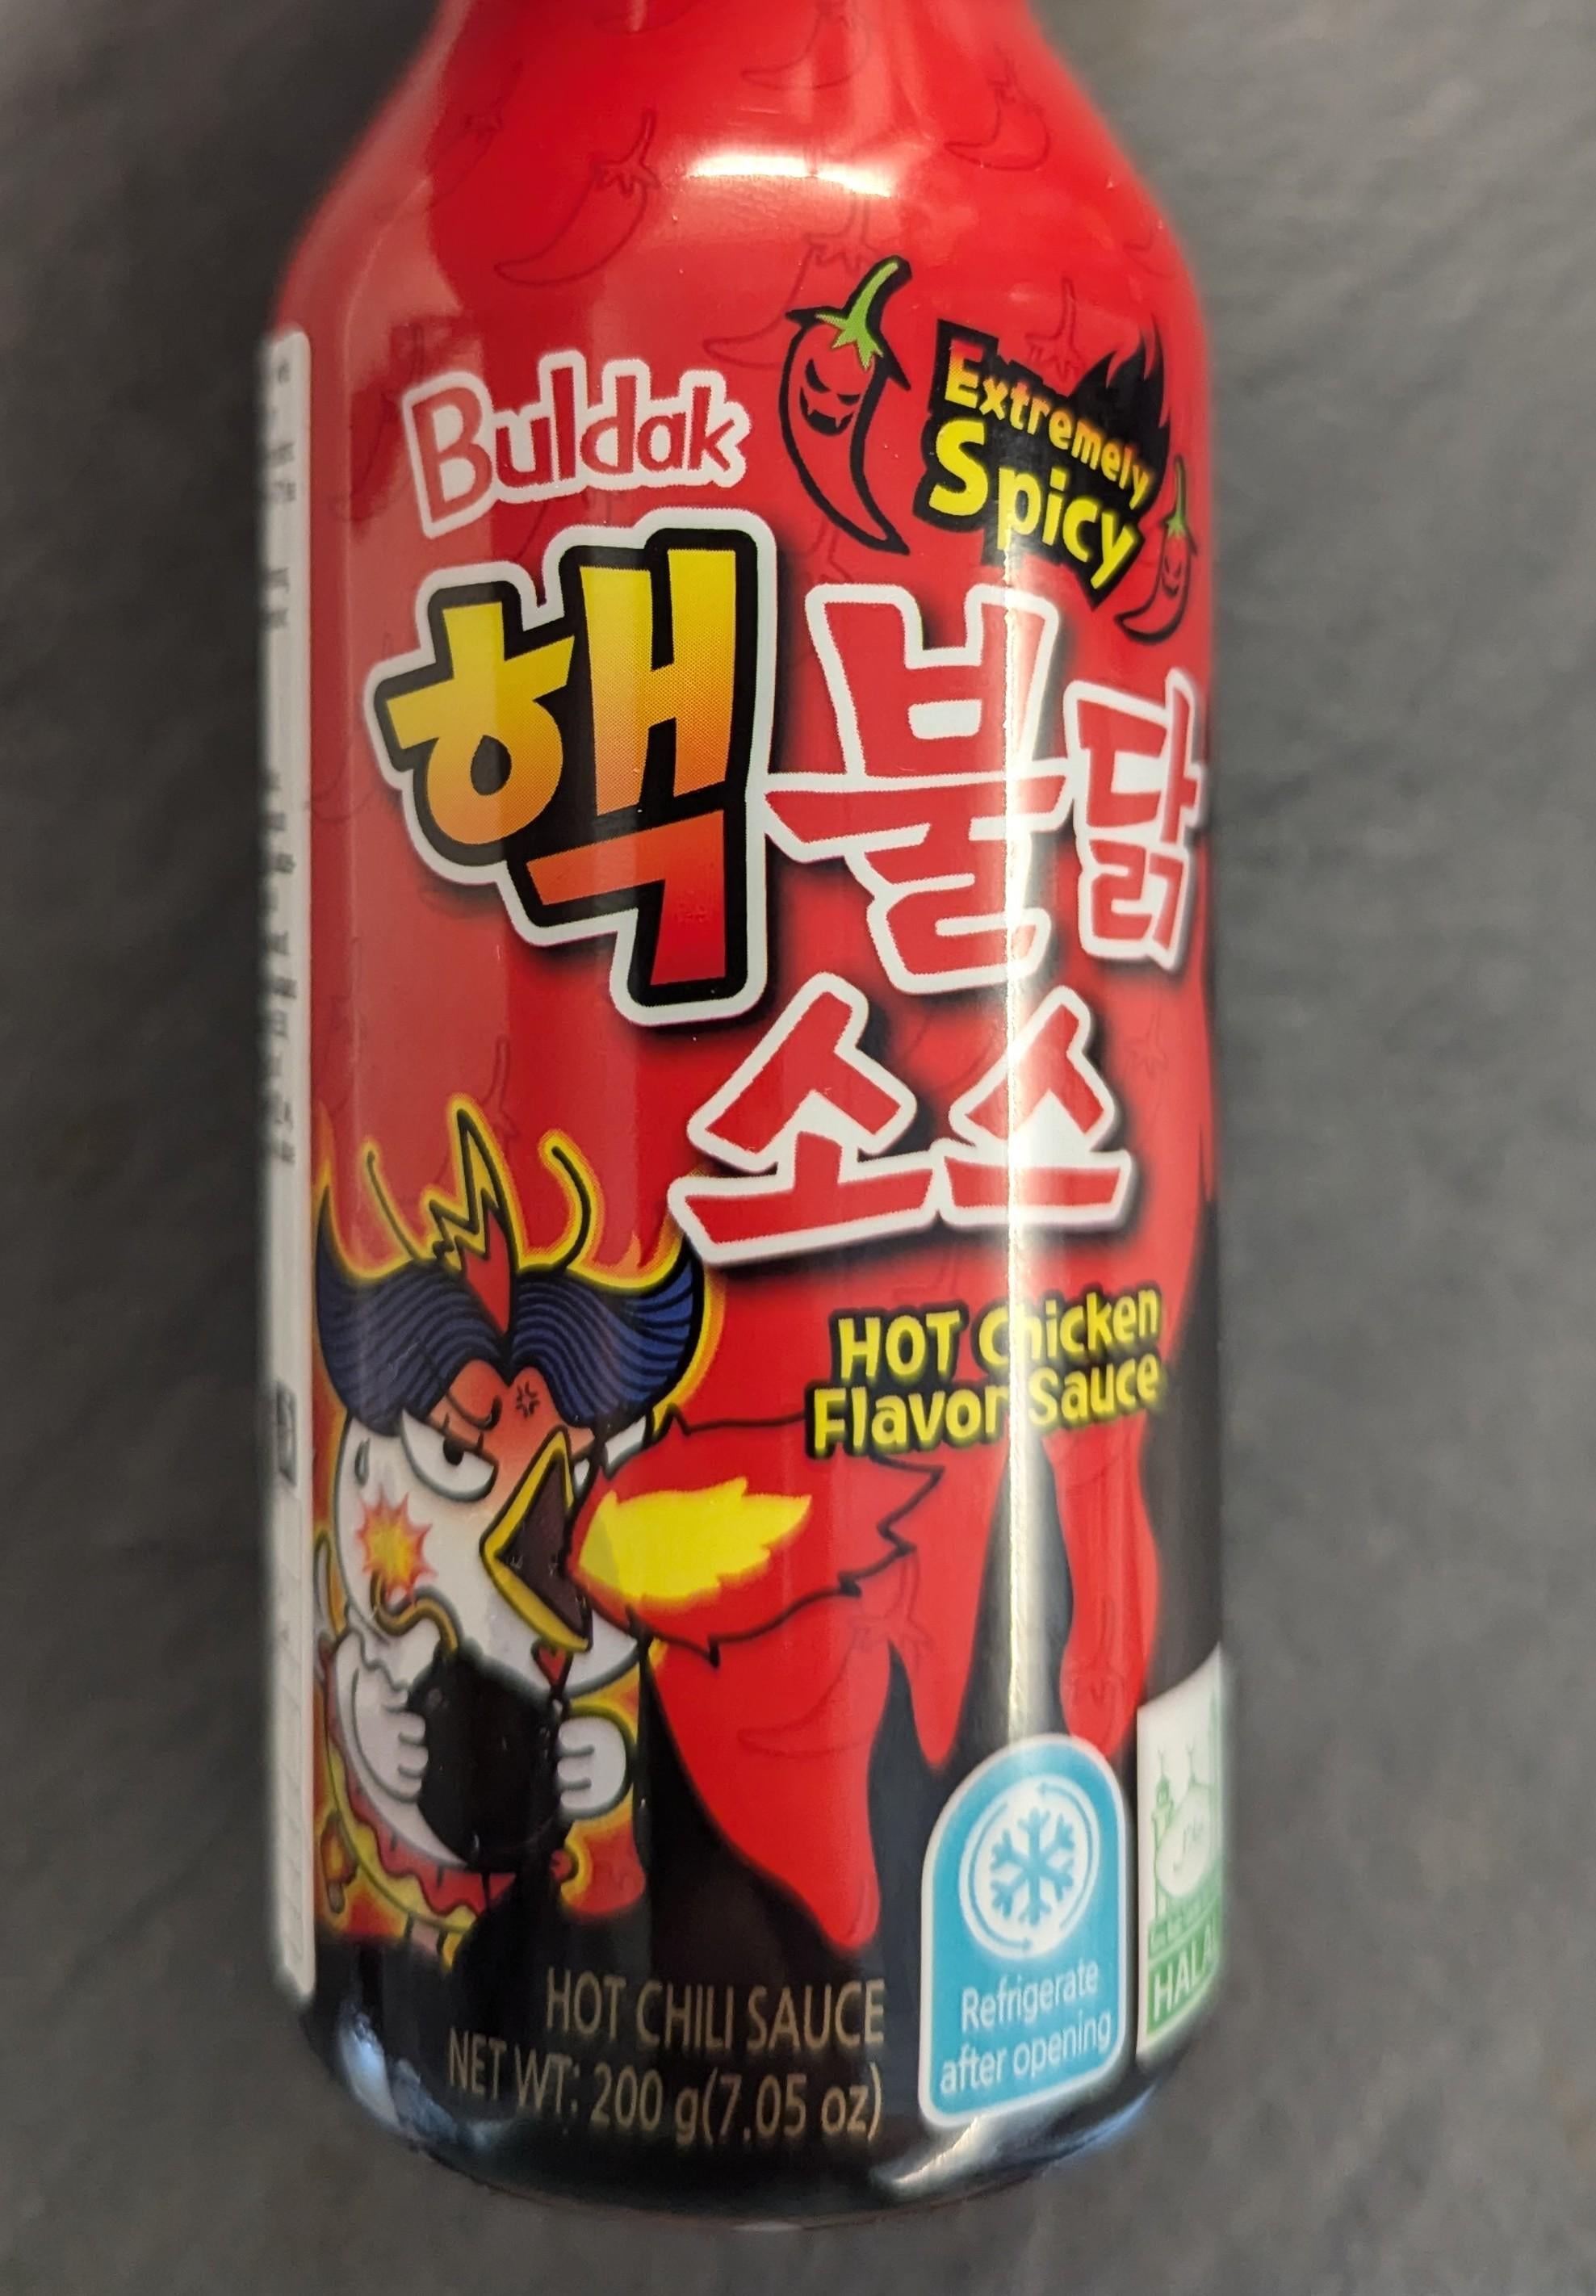 Buldak
Extremely
Spicy
핵불닭
소스
HOT Chicken
Flavor Sauce
HOT CHILI SAUCE
NET WT: 200 g(7.05 oz)
Refrigerate
after opening